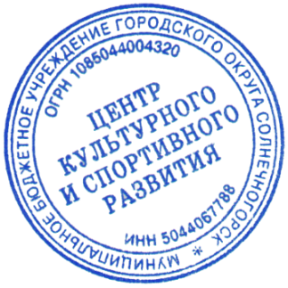 МУНИЦИПАЛЬНОЕ БЮДЖЕТНОЕ УЧРЕЖДЕНИЕ ГОРОДСКОГО ОКРУГА СОЛНЕЧНОГОРСК *
ОГРН 1085044004320
ЦЕНТР
КУЛЬТУРНОГО
И СПОРТИВНОГО
РАЗВИТИЯ
ИНН 5044067788